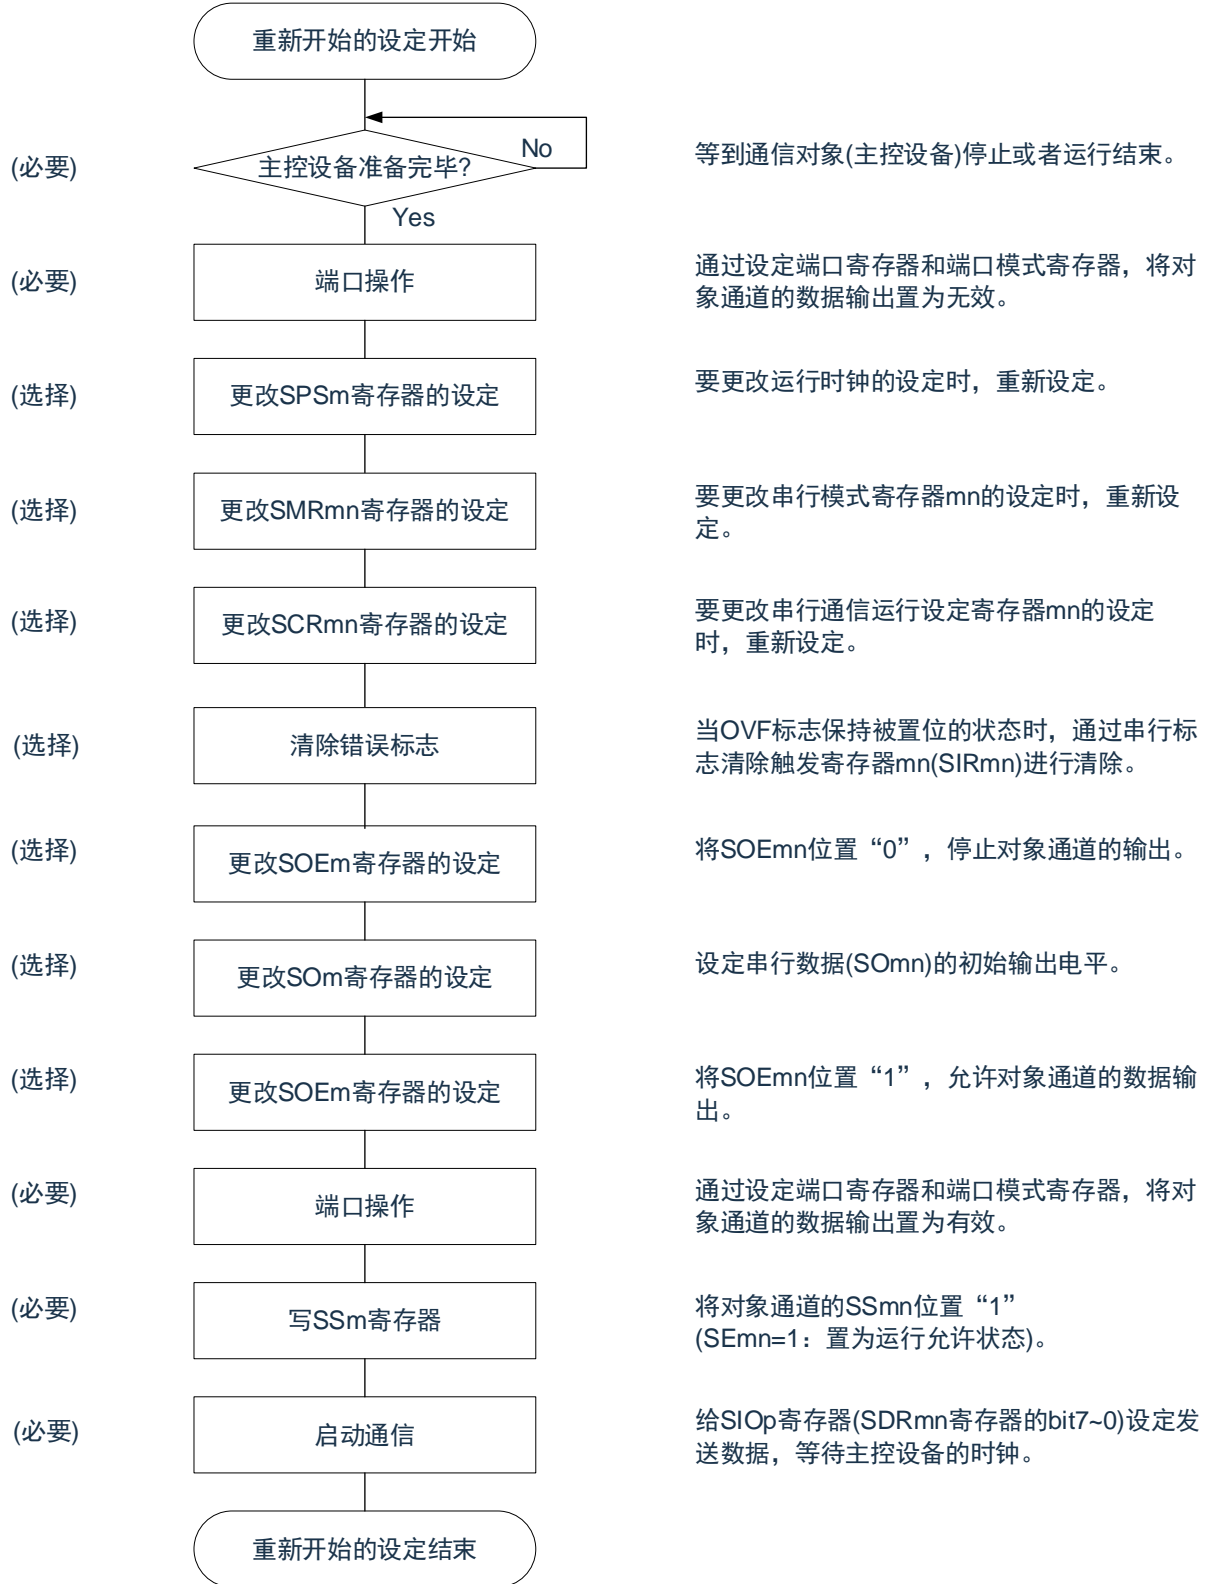 重新开始的设定开始
(必要)
主控设备准备完毕?
No
等到通信对象(主控设备)停止或者运行结束。
Yes
(必要)
端口操作
通过设定端口寄存器和端口模式寄存器，将对
象通道的数据输出置为无效。
(选择)
更改SPSm寄存器的设定
要更改运行时钟的设定时，重新设定。
(选择)
更改SMRmn寄存器的设定
要更改串行模式寄存器mn的设定时，重新设
定。
(选择)
更改SCRmn寄存器的设定
要更改串行通信运行设定寄存器mn的设定
时，重新设定。
(选择)
清除错误标志
当OVF标志保持被置位的状态时，通过串行标
志清除触发寄存器mn(SIRmn)进行清除。
(选择)
更改SOEm寄存器的设定
将SOEmn位置“0”，停止对象通道的输出。
(选择)
更改SOm寄存器的设定
设定串行数据(SOmn)的初始输出电平。
(选择)
更改SOEm寄存器的设定
将SOEmn位置“1”，允许对象通道的数据输
出。
(必要)
端口操作
通过设定端口寄存器和端口模式寄存器，将对
象通道的数据输出置为有效。
(必要)
写SSm寄存器
将对象通道的SSmn位置“1”
(SEmn=1：置为运行允许状态)。
(必要)
启动通信
给SIOp寄存器(SDRmn寄存器的bit7~0)设定发
送数据，等待主控设备的时钟。
重新开始的设定结束